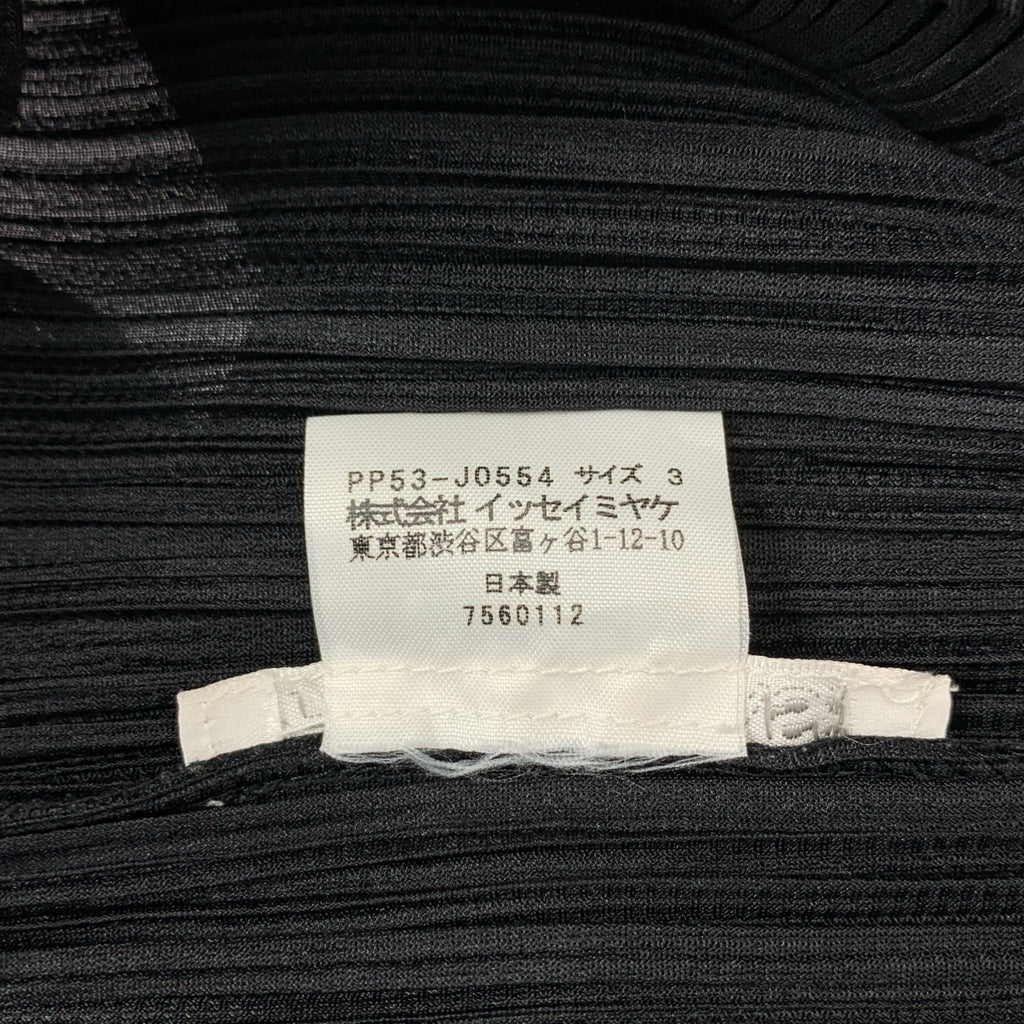 PP53-J0554 サイズ 3
株式会社 イッセイミヤケ
東京都渋谷区富ヶ谷1-12-10
日本製
7560112